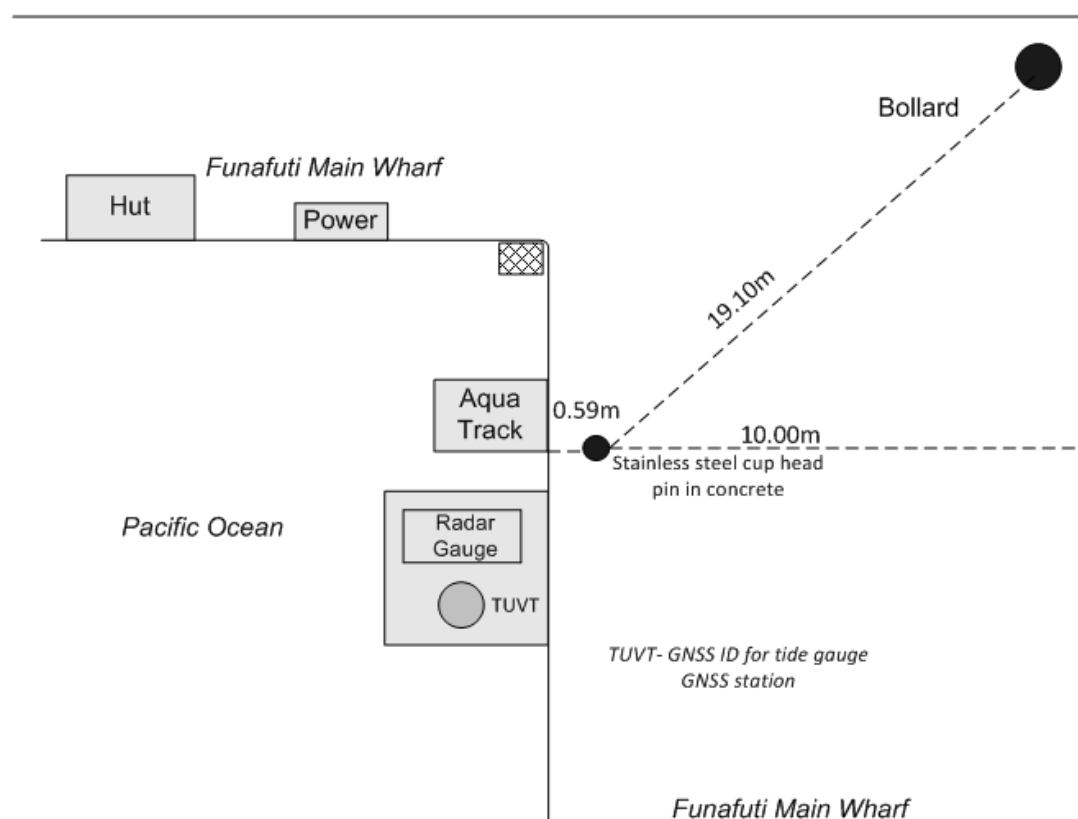 Bollard
Funafuti Main Wharf
Hut
Power
19.10m
Aqua
Track
0.59m
10.00m
Stainless steel cup head
pin in concrete
Pacific Ocean
Radar
Gauge
TUVT
TUVT- GNSS ID for tide gauge
GNSS station
Funafuti Main Wharf